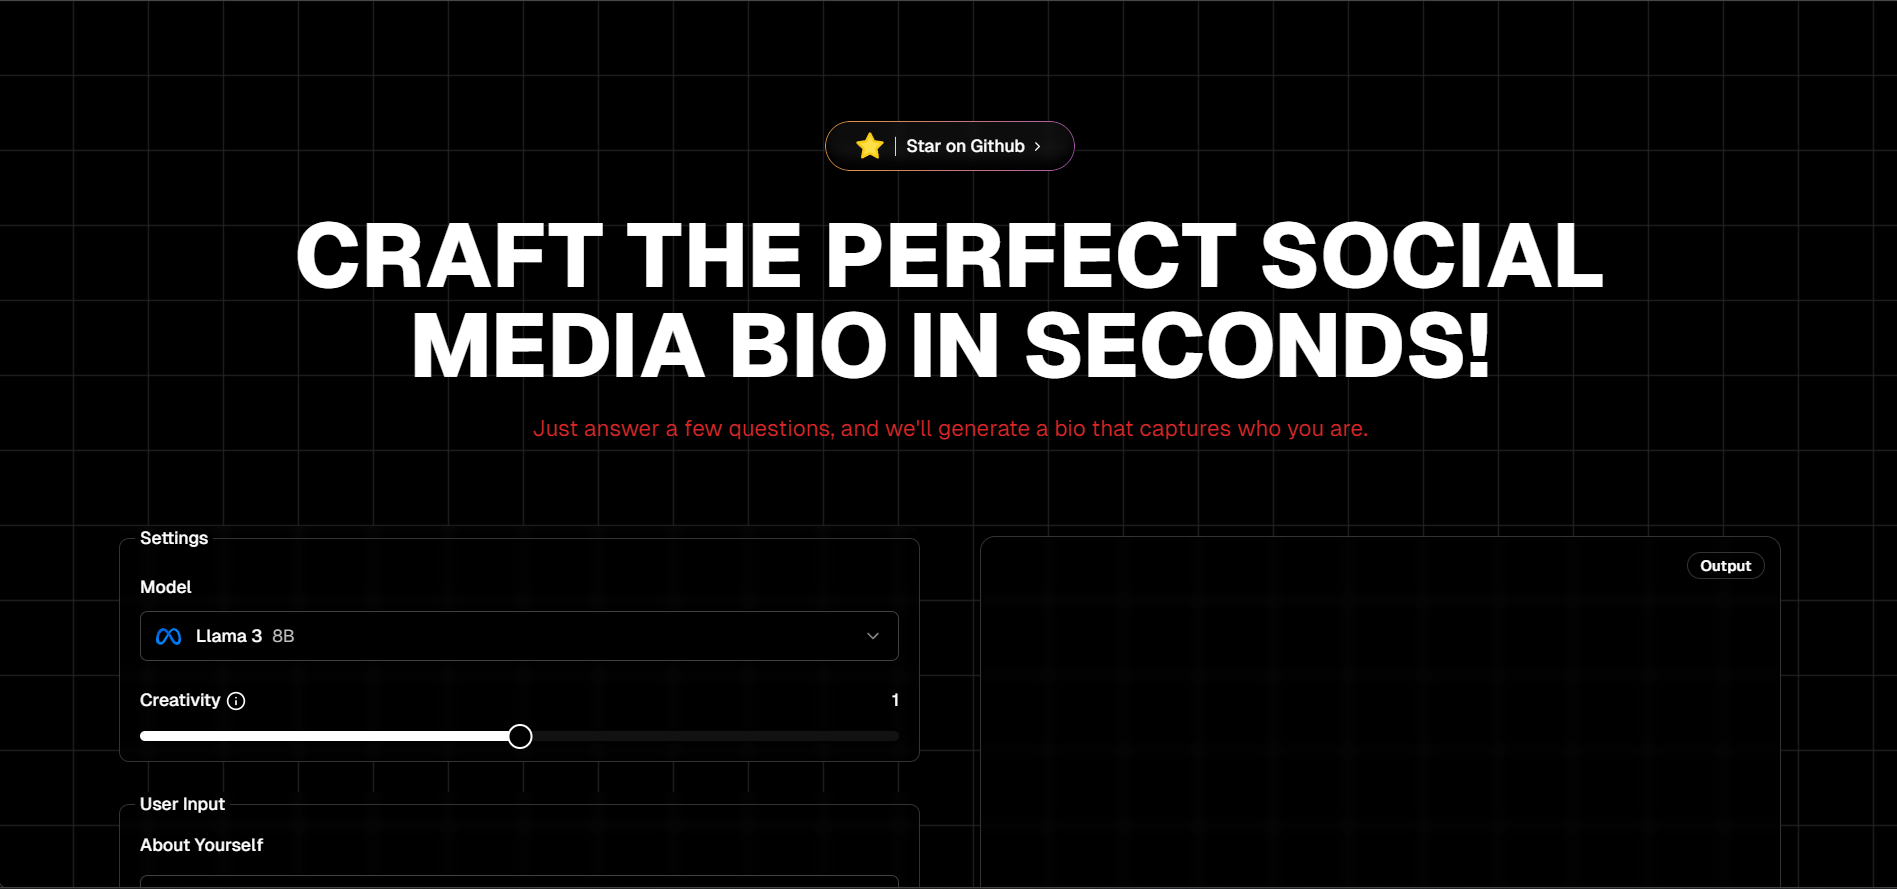 Star on Github
CRAFT THE PERFECT SOCIAL
MEDIA BIO IN SECONDS!
Just answer a few questions, and we'll generate a bio that captures who you are.
Settings
Model
Llama 3 8B
Creativity
1
User Input
About Yourself
Output